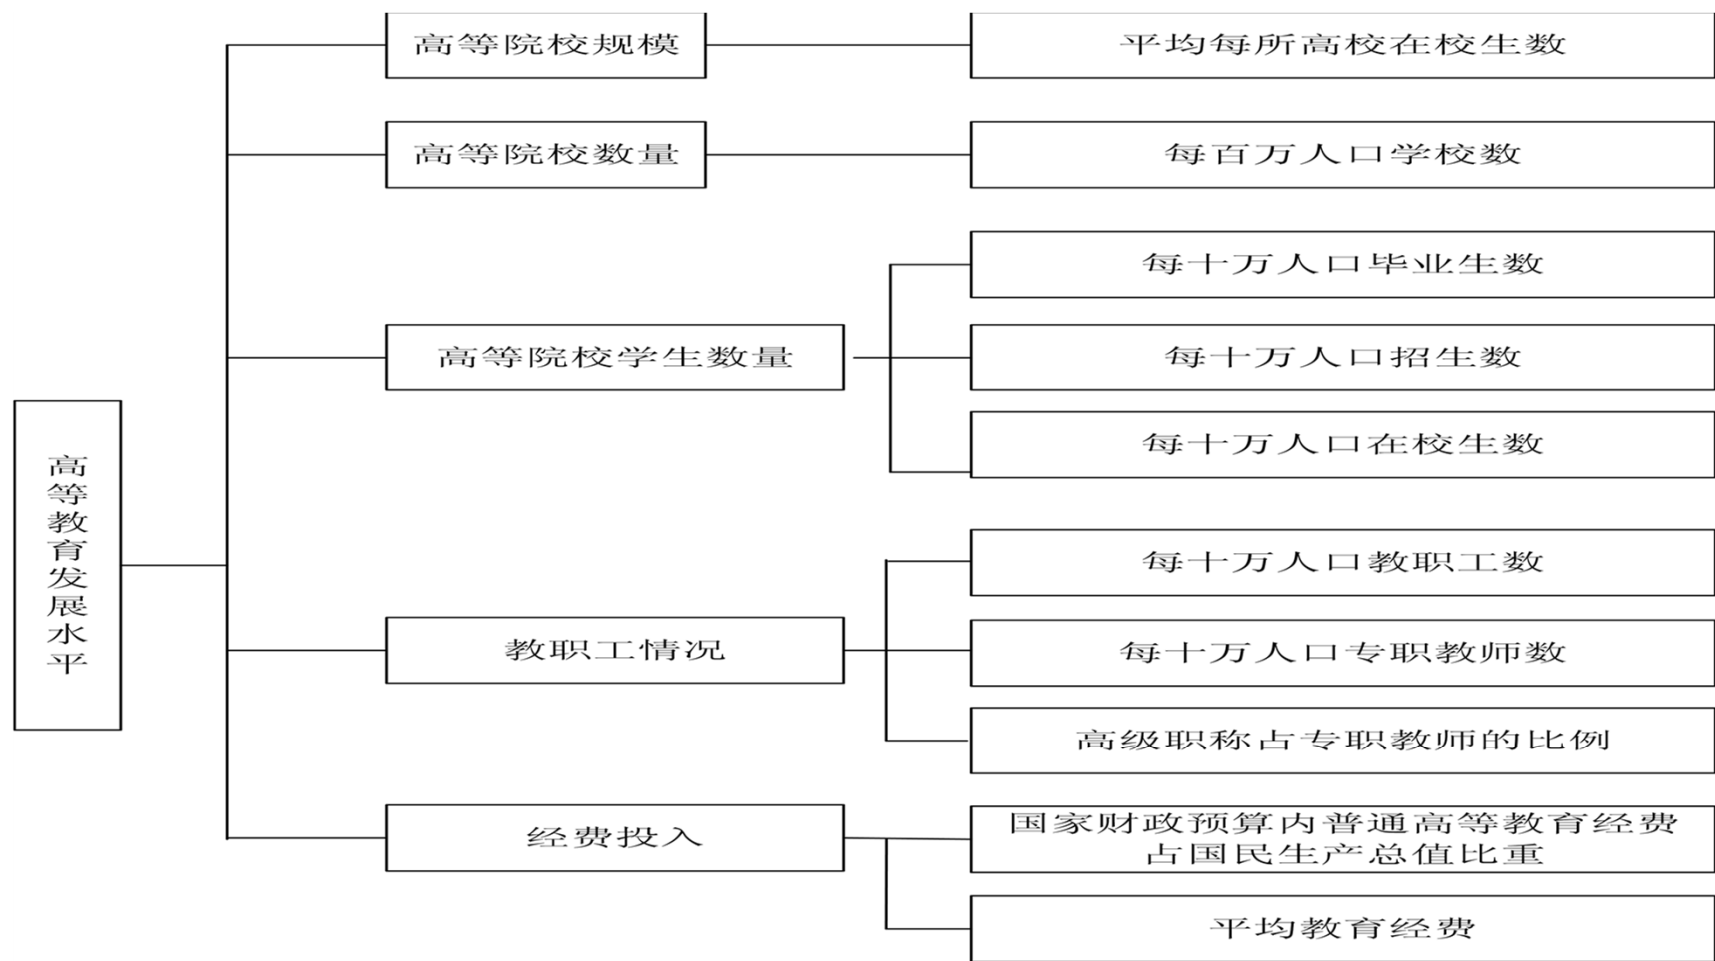 高等教育发展水平
高等院校规模
平均每所高校在校生数
高等院校数量
每百万人口学校数
高等院校学生数量
每十万人口毕业生数
每十万人口招生数
每十万人口在校生数
教职工情况
每十万人口教职工数
每十万人口专职教师数
高级职称占专职教师的比例
经费投入
国家财政预算内普通高等教育经费
占国民生产总值比重
平均教育经费